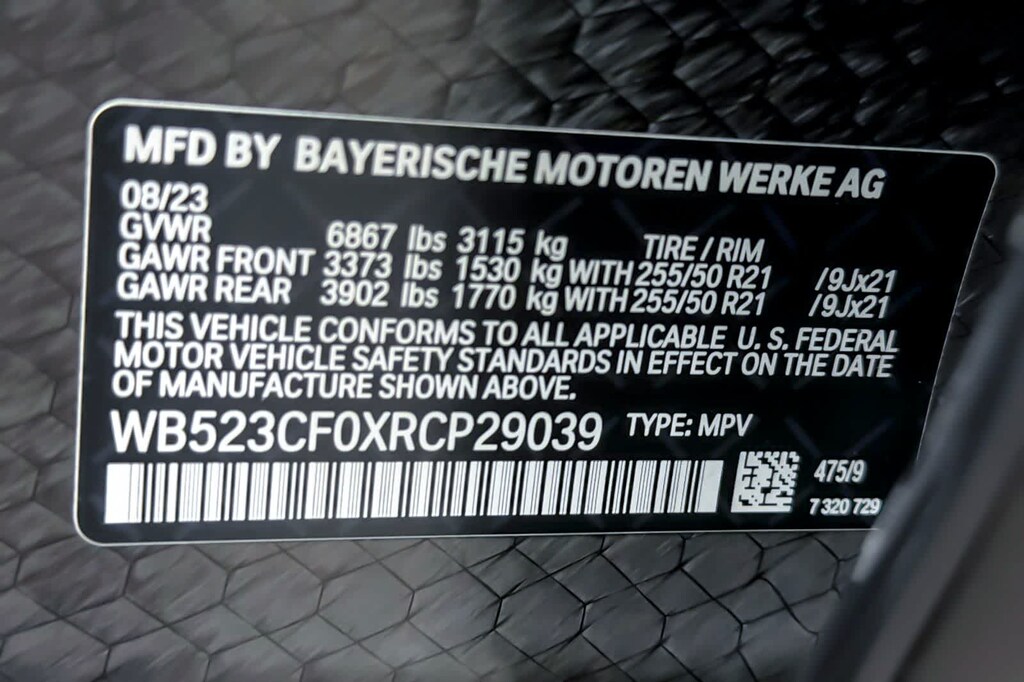 MFD BY BAYERISCHE MOTOREN WERKE AG
08/23
GVWR 6867 lbs 3115 kg TIRE / RIM
GAWR FRONT 3373 lbs 1530 kg WITH 255/50 R21 /9Jx21
GAWR REAR 3902 lbs 1770 kg WITH 255/50 R21 /9Jx21
THIS VEHICLE CONFORMS TO ALL APPLICABLE U. S. FEDERAL
MOTOR VEHICLE SAFETY STANDARDS IN EFFECT ON THE DATE
OF MANUFACTURE SHOWN ABOVE.
WB523CF0XRCP29039 TYPE: MPV
475/9
7 320 729